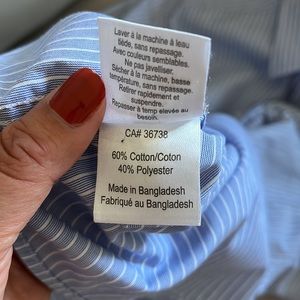 Laver à la machine à l'eau
tiède, sans repassage.
Avec couleurs semblables.
Ne pas javelliser.
Sécher à la machine, basse
température, sans repassage.
Retirer rapidement et
suspendre.
Repasser à temp élevée au
besoin.
CA# 36738
60% Cotton/Coton
40% Polyester
Made in Bangladesh
Fabriqué au Bangladesh